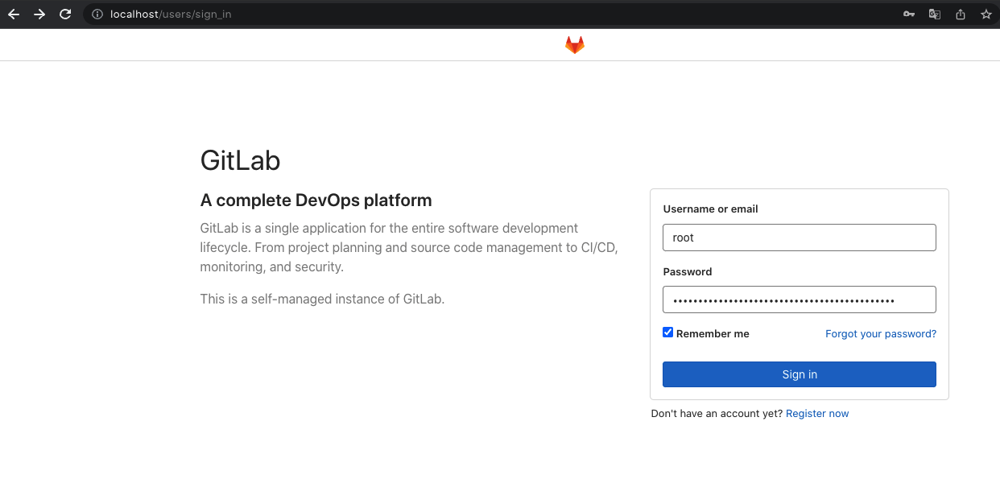 localhost/users/sign_in
GitLab
A complete DevOps platform
GitLab is a single application for the entire software development
lifecycle. From project planning and source code management to CI/CD,
monitoring, and security.
This is a self-managed instance of GitLab.
Username or email
root
Password
••••••••••••••••••••••••••••••••••••••••••••
Remember me
Forgot your password?
Sign in
Don't have an account yet? Register now